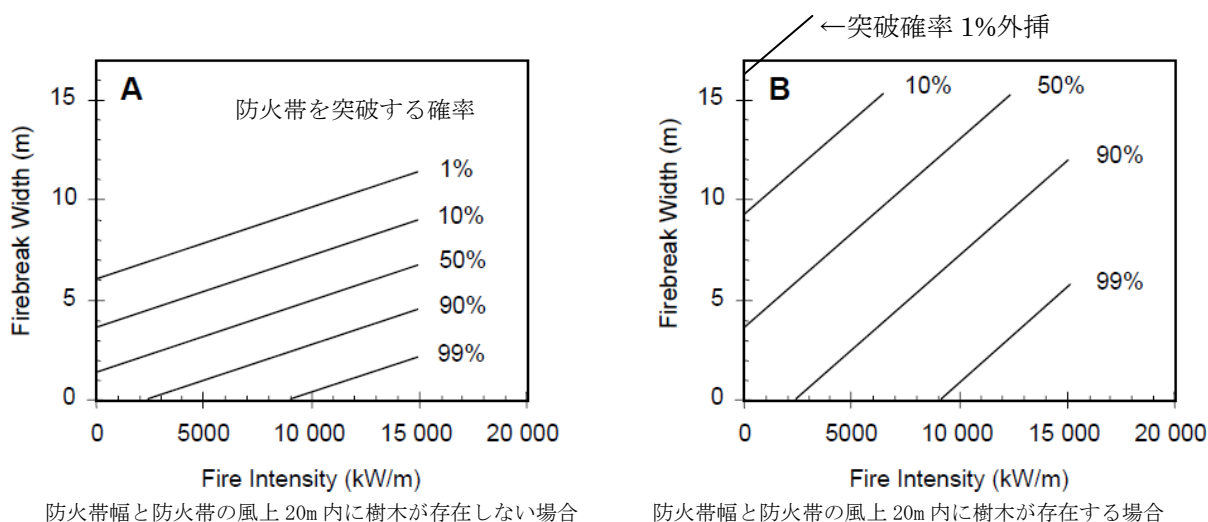 ←突破確率 1%外挿
A
防火帯を突破する確率
Firebreak Width (m)
15
10
5
0
1%
10%
50%
90%
99%
0 5000 10 000 15 000 20 000
Fire Intensity (kW/m)
防火帯幅と防火帯の風上 20m 内に樹木が存在しない場合
B
Firebreak Width (m)
15
10
5
0
10%
50%
90%
99%
0 5000 10 000 15 000 20 000
Fire Intensity (kW/m)
防火帯幅と防火帯の風上 20m 内に樹木が存在する場合